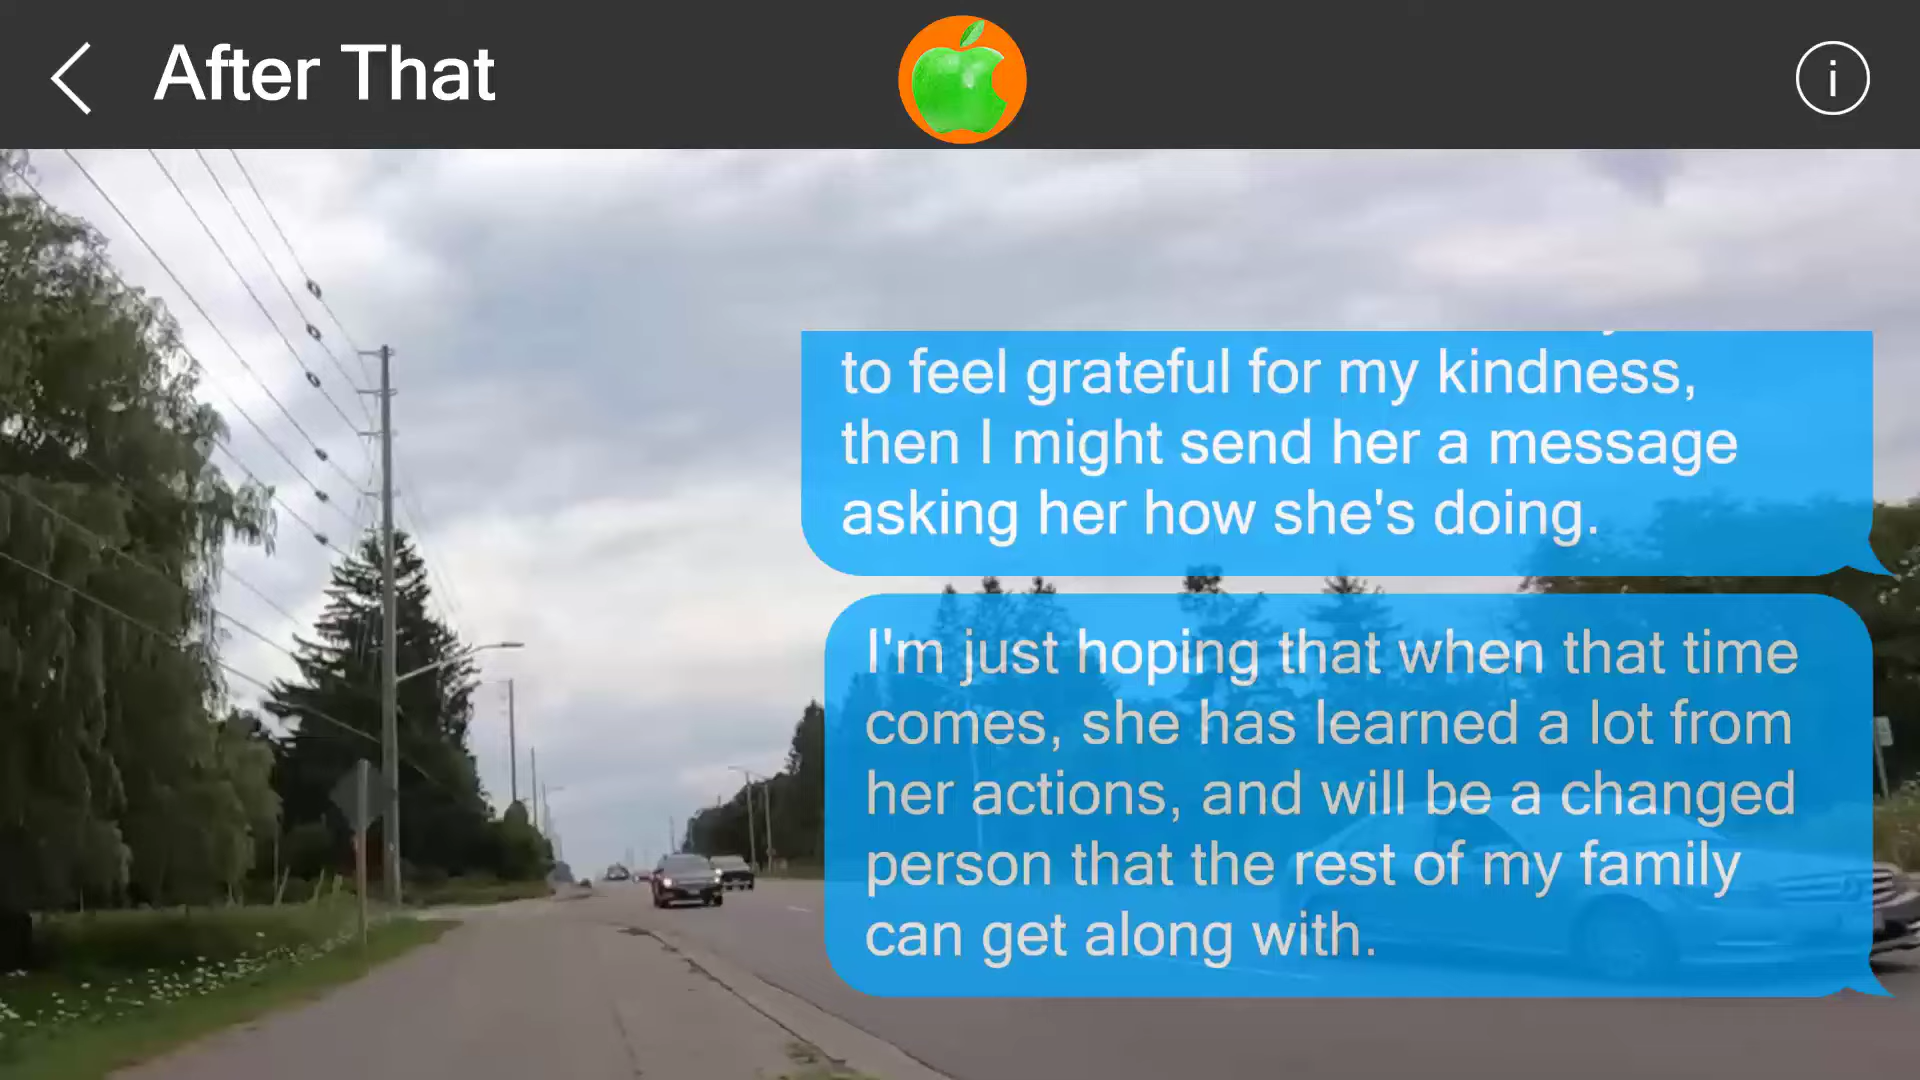 After That
i
to feel grateful for my kindness,
then I might send her a message
asking her how she's doing.
I'm just hoping that when that time
comes, she has learned a lot from
her actions, and will be a changed
person that the rest of my family
can get along with.